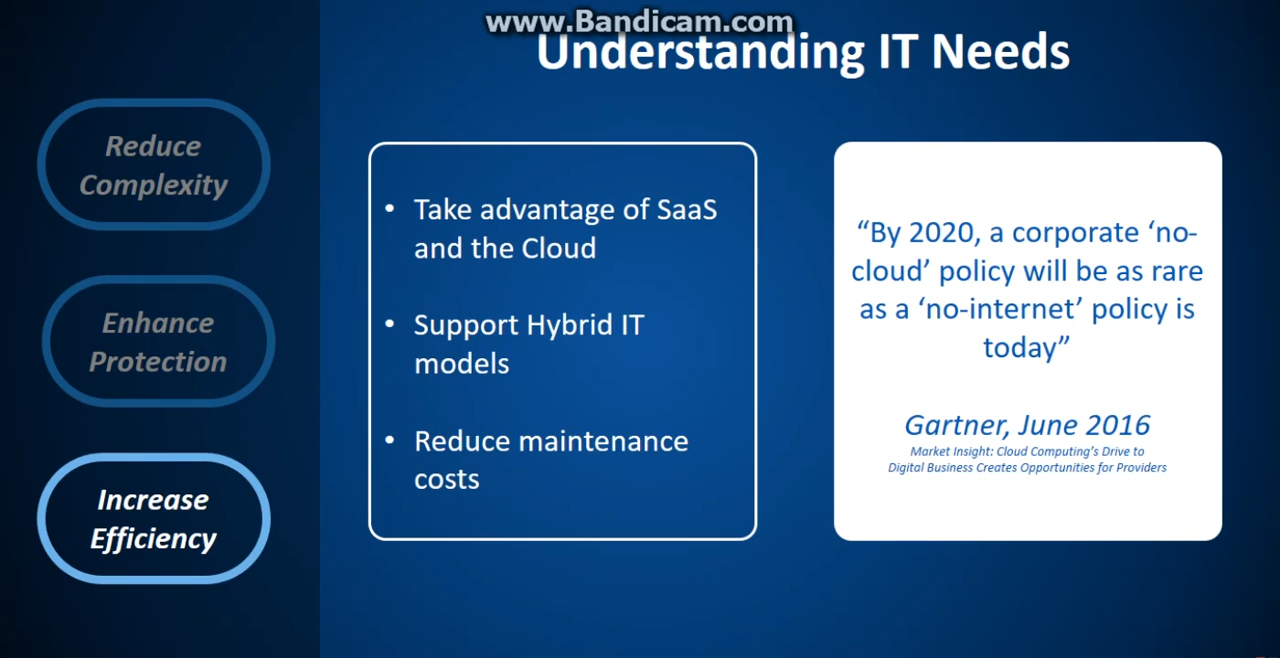 www.Bandicam.com
Understanding IT Needs
Reduce
Complexity
Enhance
Protection
Increase
Efficiency
• Take advantage of SaaS
and the Cloud
• Support Hybrid IT
models
• Reduce maintenance
costs
“By 2020, a corporate ‘no-
cloud’ policy will be as rare
as a ‘no-internet’ policy is
today”
Gartner, June 2016
Market Insight: Cloud Computing’s Drive to
Digital Business Creates Opportunities for Providers